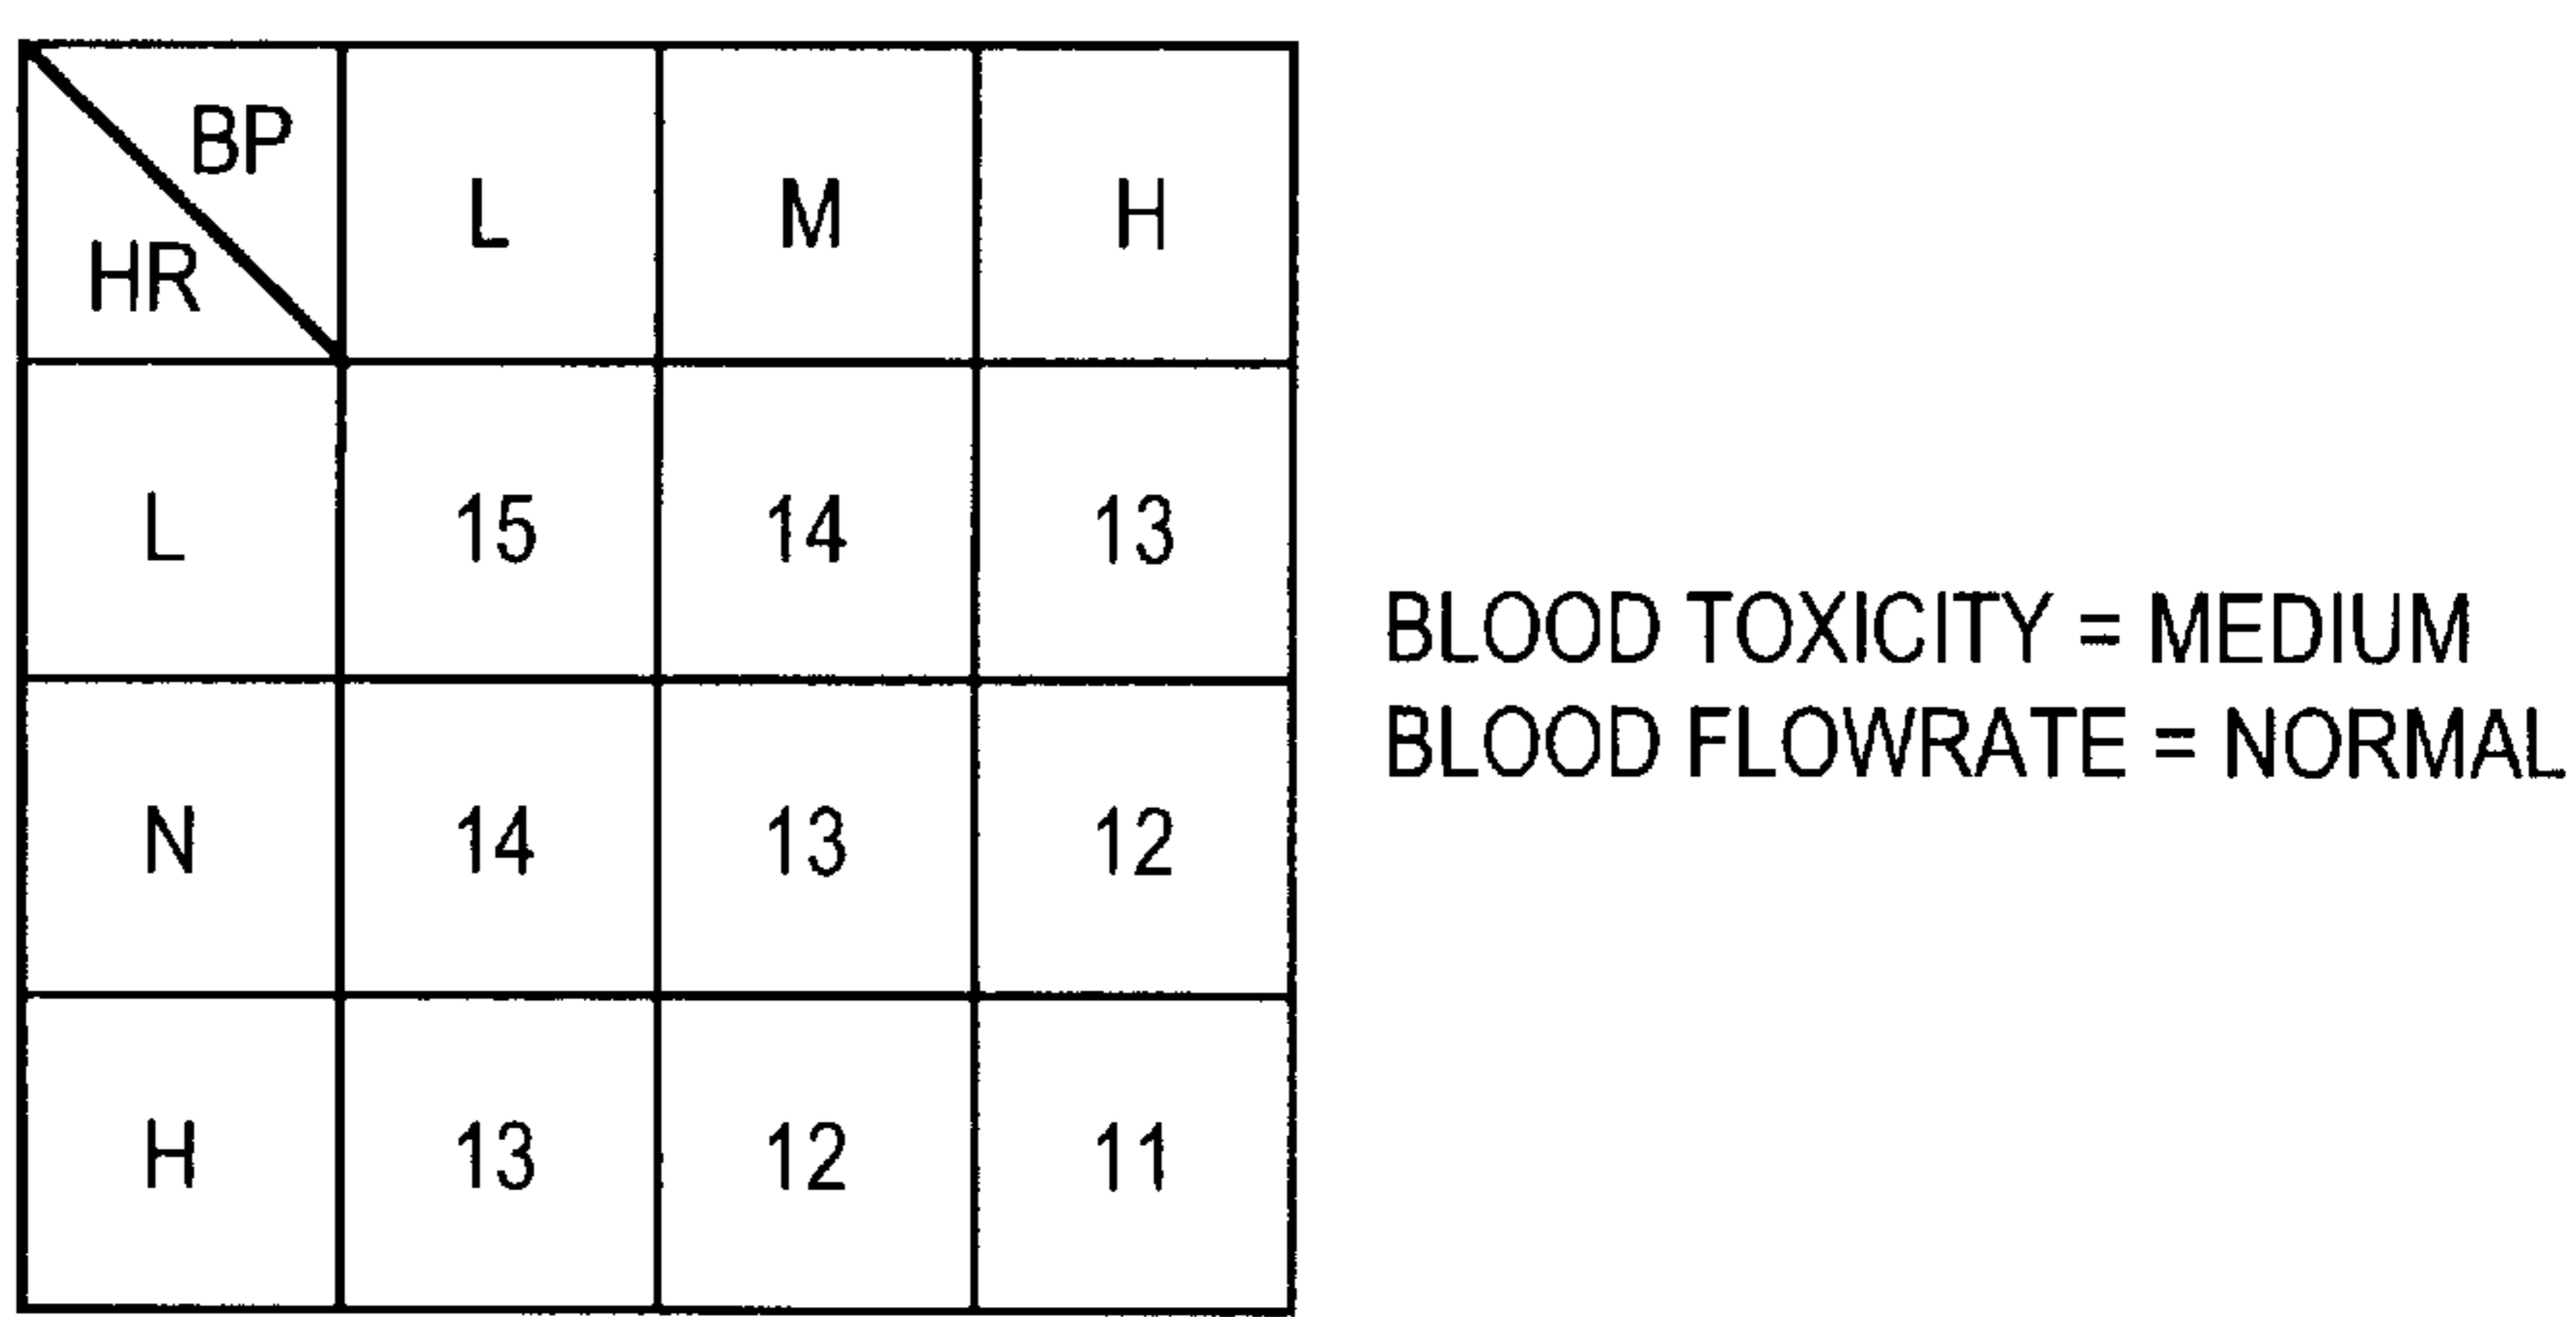 BP
HR
L M H
L 15 14 13
BLOOD TOXICITY = MEDIUM
BLOOD FLOWRATE = NORMAL
N 14 13 12
H 13 12 11